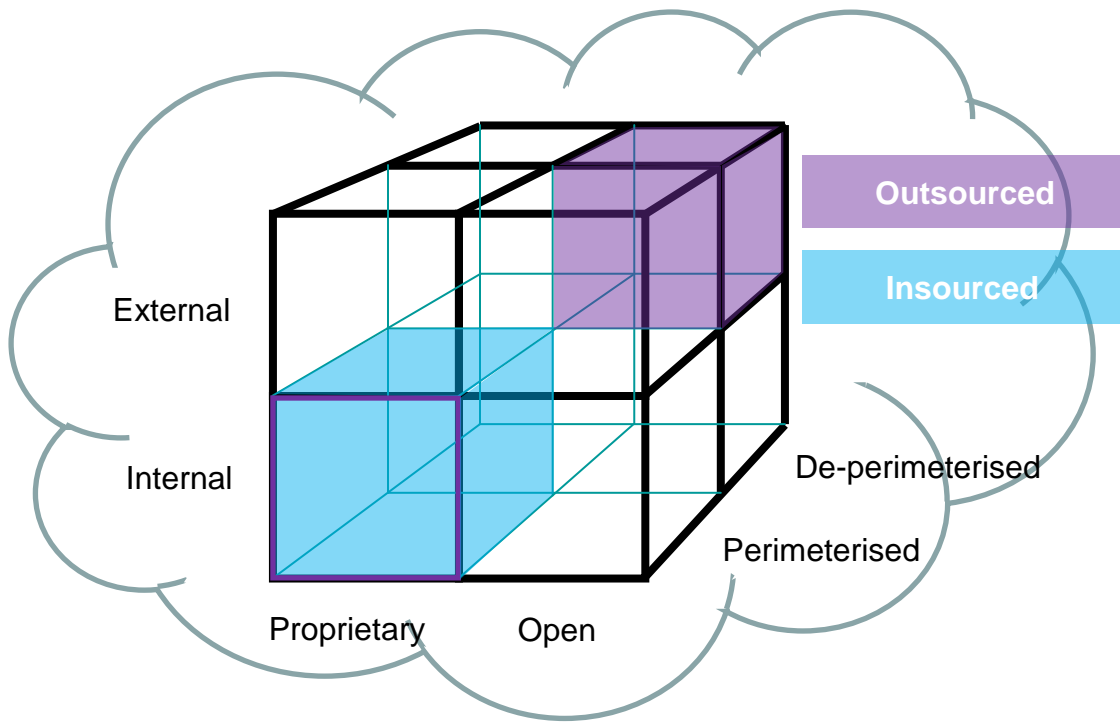 Outsourced
Insourced
External
Internal
De-perimeterised
Perimeterised
Proprietary
Open